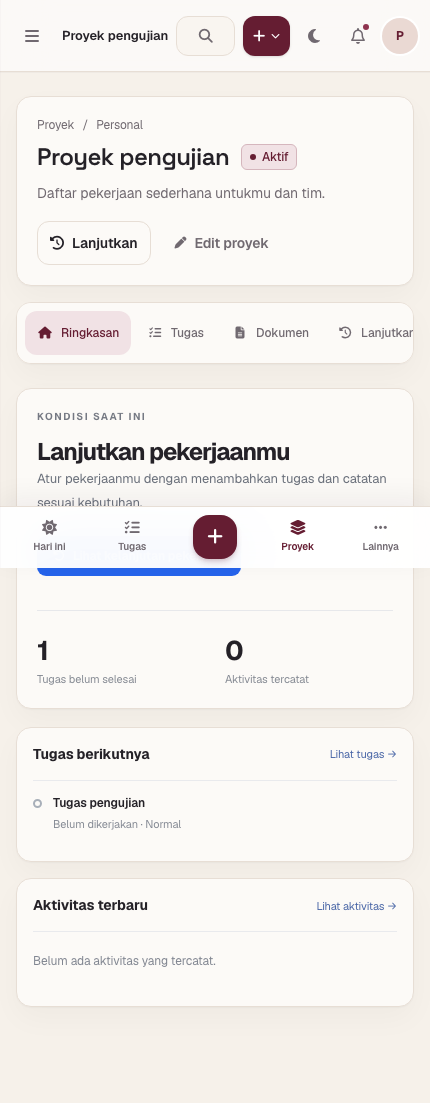 Proyek pengujian
P
Proyek / Personal
Proyek pengujian
Aktif
Daftar pekerjaan sederhana untukmu dan tim.
Lanjutkan
Edit proyek
Ringkasan
Tugas
Dokumen
Lanjutkan
KONDISI SAAT INI
Lanjutkan pekerjaanmu
Atur pekerjaanmu dengan menambahkan tugas dan catatan
sesuai kebutuhan.
Hari ini
Tugas
Proyek
Lainnya
1
Tugas belum selesai
0
Aktivitas tercatat
Tugas berikutnya
Lihat tugas →
Tugas pengujian
Belum dikerjakan · Normal
Aktivitas terbaru
Lihat aktivitas →
Belum ada aktivitas yang tercatat.